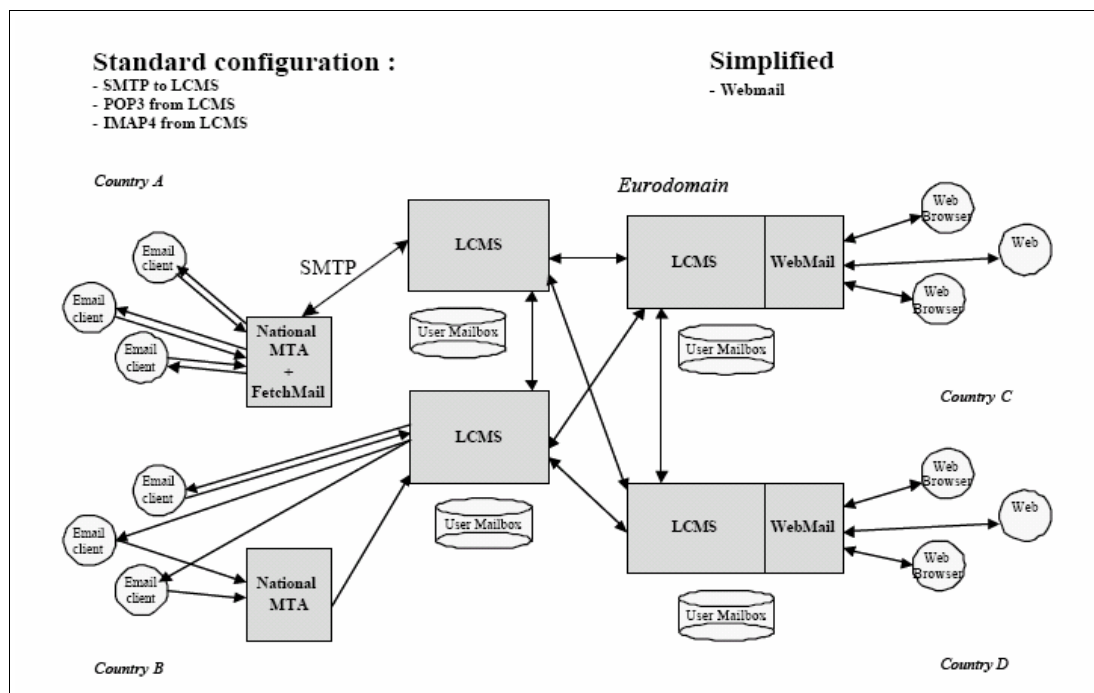 Standard configuration :
- SMTP to LCMS
- POP3 from LCMS
- IMAP4 from LCMS
Simplified
- Webmail
Country A
Eurodomain
Email
client
Email
client
Email
client
SMTP
National
MTA
+
FetchMail
LCMS
User Mailbox
LCMS
WebMail
User Mailbox
Web
Browser
Web
Web
Browser
Country C
LCMS
User Mailbox
Email
client
Email
client
Email
client
National
MTA
Country B
LCMS
WebMail
User Mailbox
Web
Browser
Web
Web
Browser
Country D